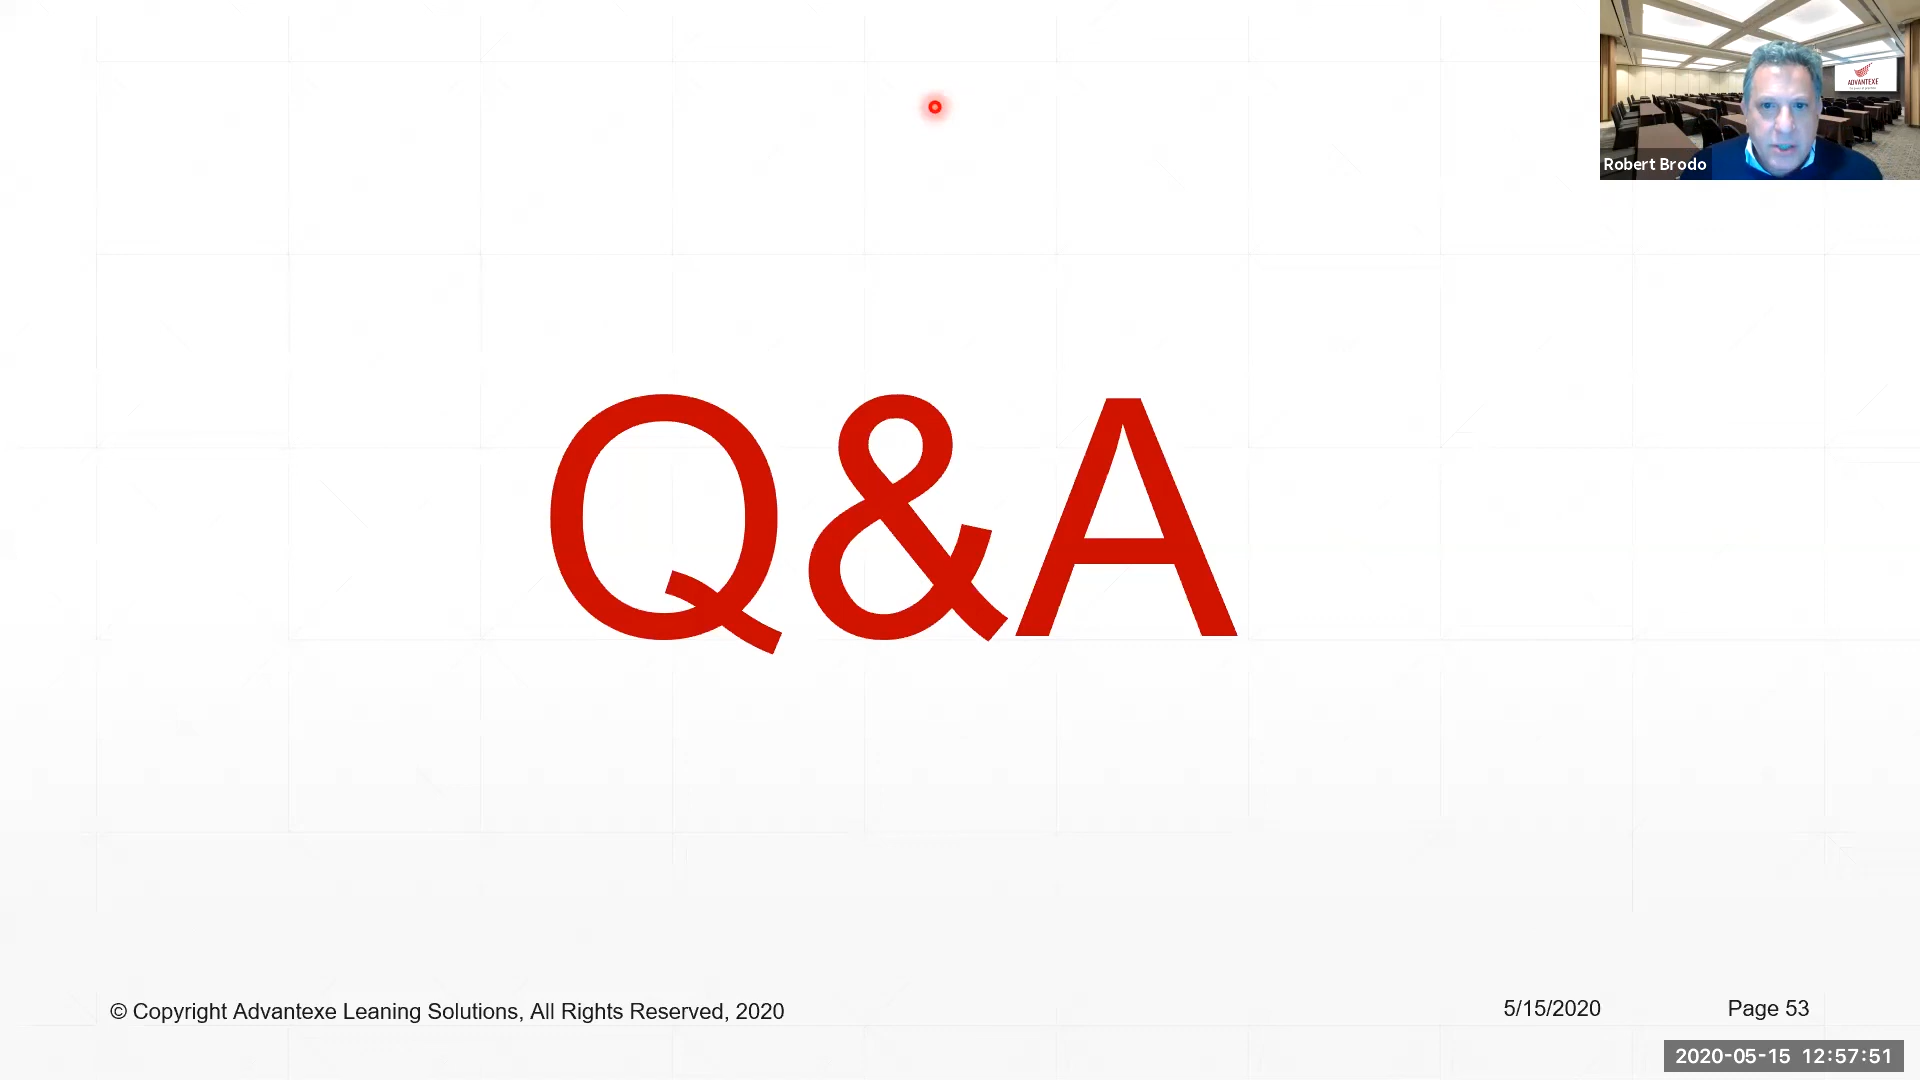 ADVANTEXE
Robert Brodo
Q&A
© Copyright Advantexe Leaning Solutions, All Rights Reserved, 2020
5/15/2020
Page 53
2020-05-15 12:57:51